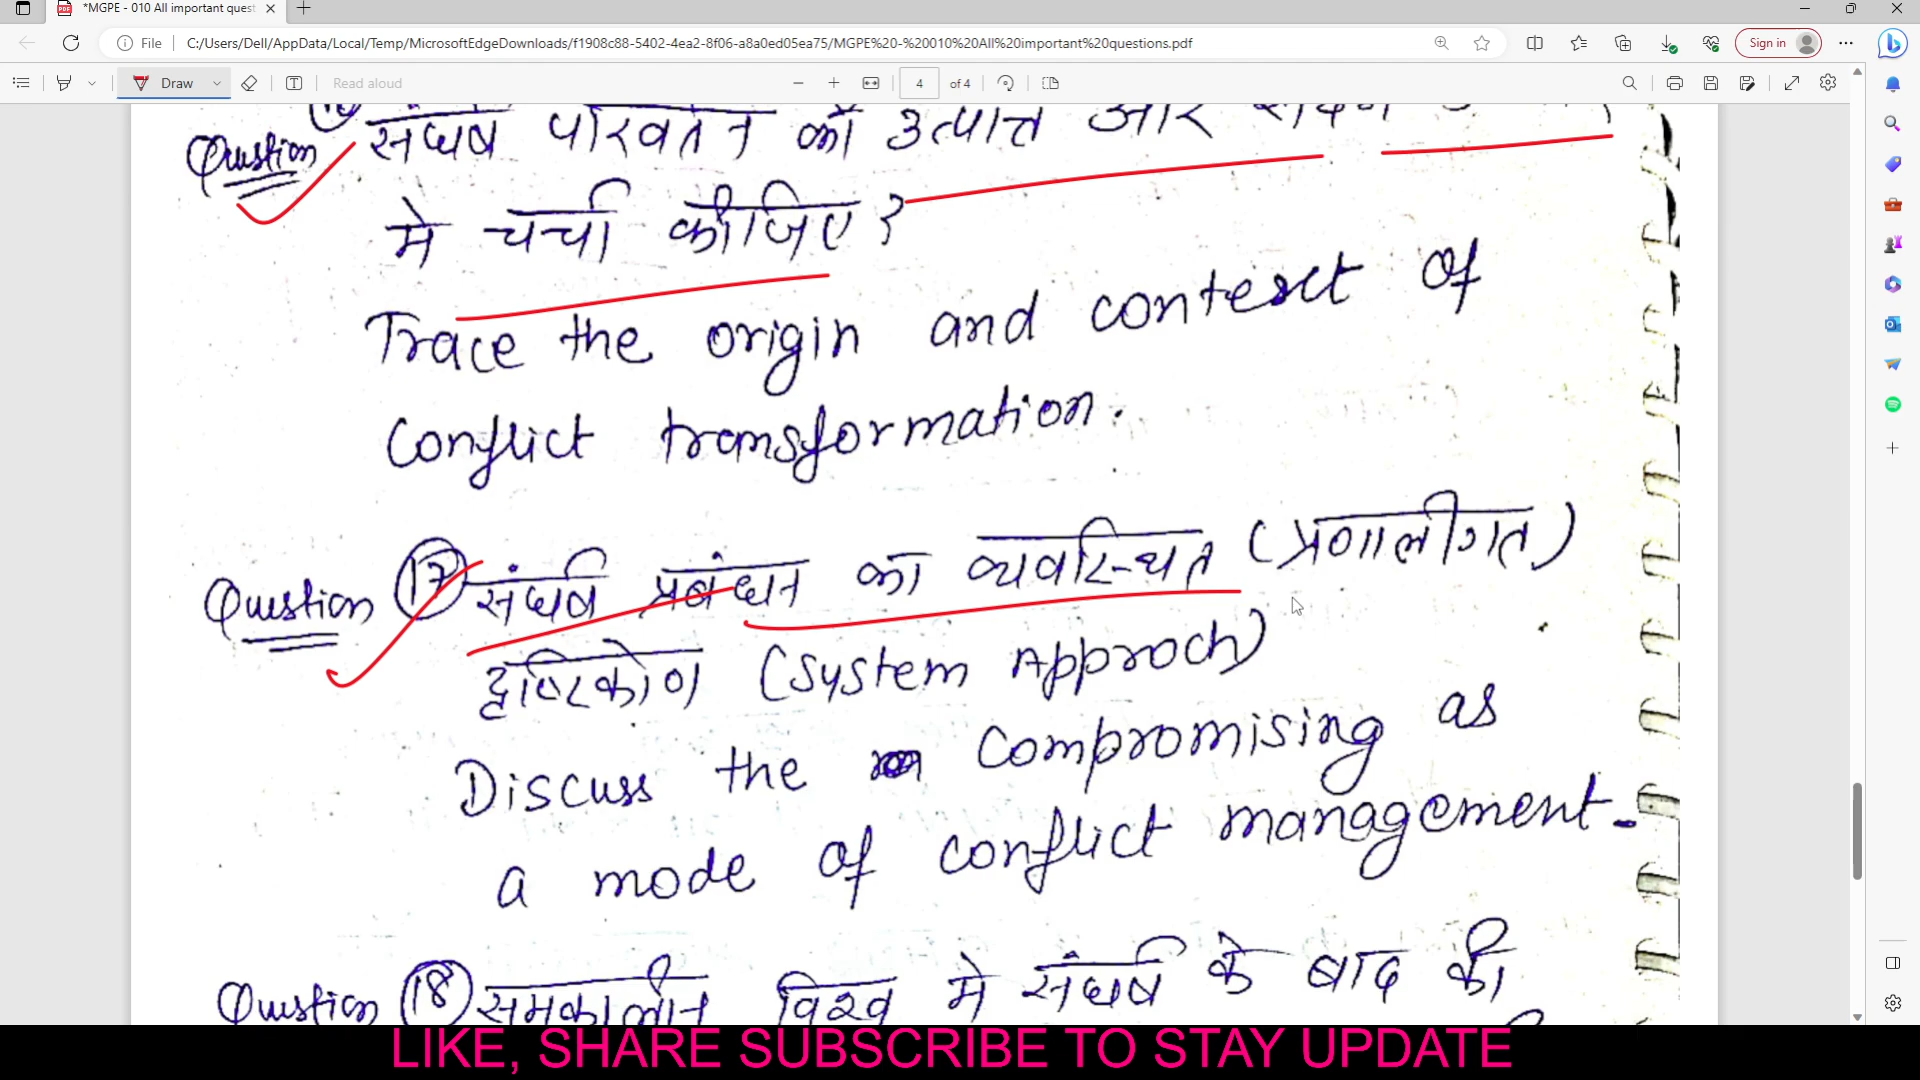 *MGPE - 010 All important quest
File C:/Users/Dell/AppData/Local/Temp/MicrosoftEdgeDownloads/f1908c88-5402-4ea2-8f06-a8a0ed05ea75/MGPE%20-%20010%20All%20important%20questions.pdf
Sign in
Draw Read aloud 4 of 4
Question संघर्ष परिवर्तन की उत्पत्ति और
मे चर्चा कीजिए?
Trace the origin and context of
Conflict transformation.
Question 17 संघर्ष प्रबंधन का व्यवस्थित (प्रणालीगत)
दृष्टिकोण (System Approch)
Discuss the Compromising as
a mode of conflict management-
Question 18 समकालीन विश्व मे संघर्ष के बाद की
LIKE, SHARE SUBSCRIBE TO STAY UPDATE